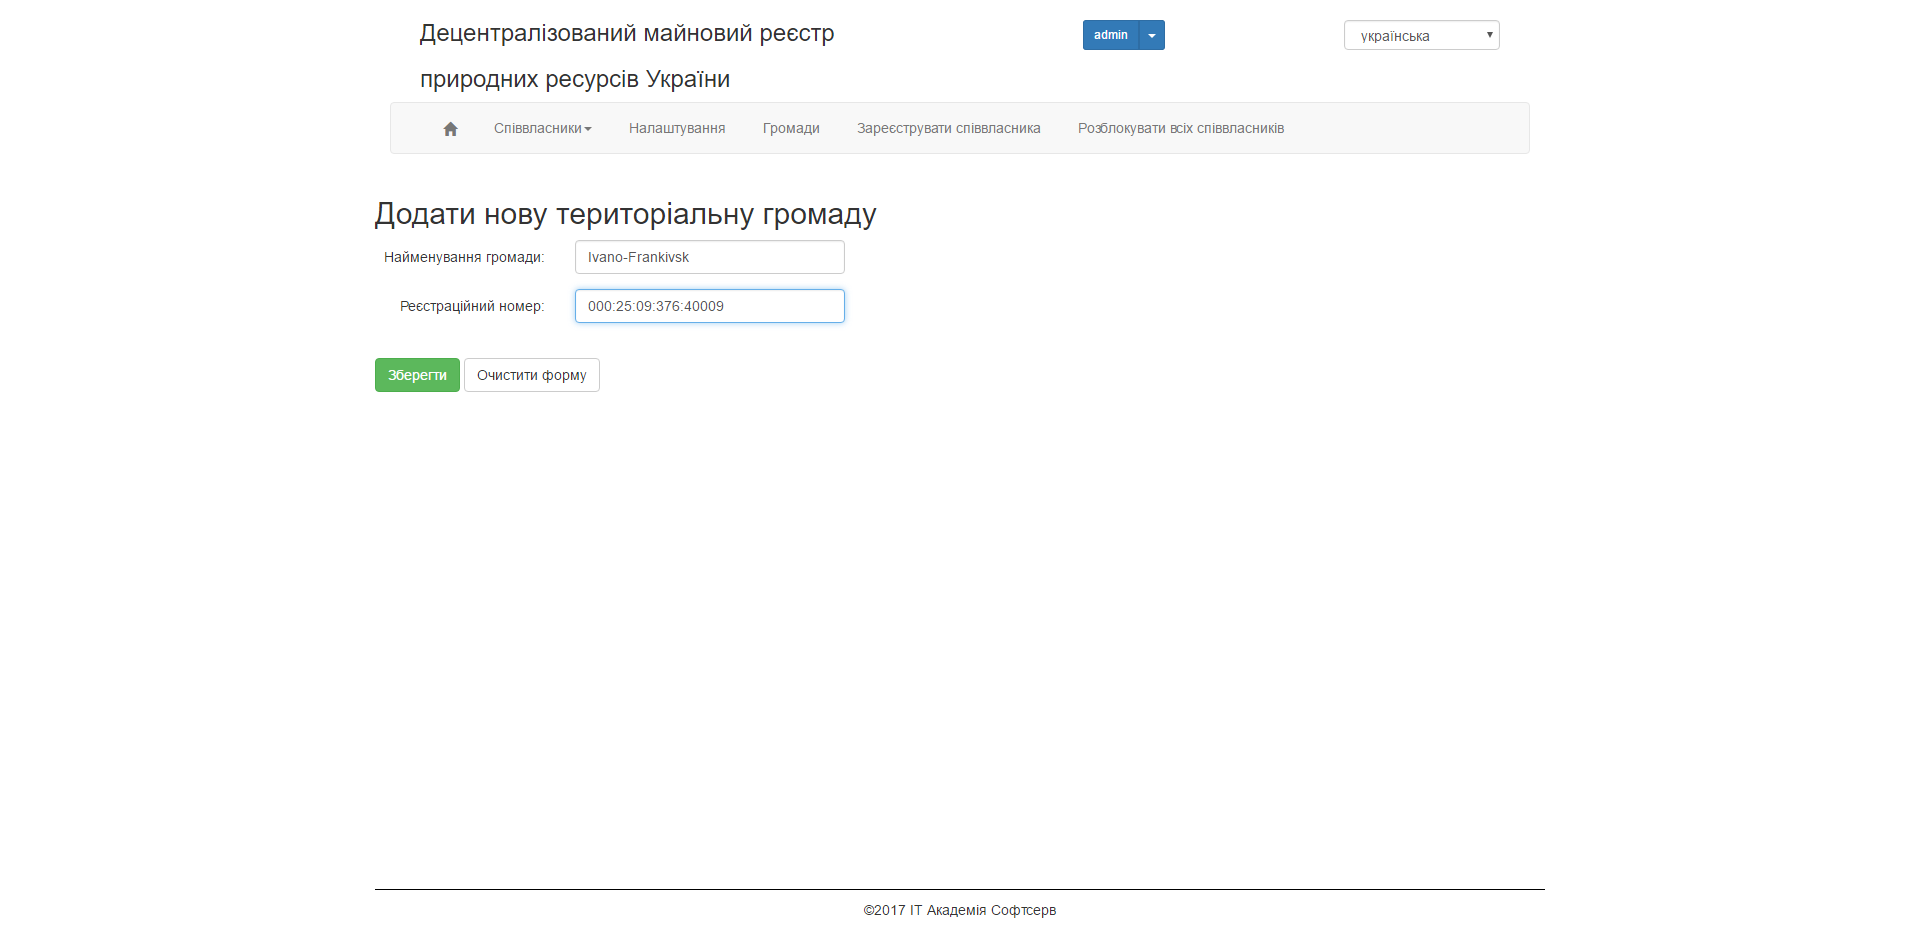 Децентралізований майновий реєстр
природних ресурсів України
admin
українська
Співвласники
Налаштування
Громади
Зареєструвати співвласника
Розблокувати всіх співвласників
Додати нову територіальну громаду
Найменування громади:
Ivano-Frankivsk
Реєстраційний номер:
000:25:09:376:40009
Зберегти
Очистити форму
©2017 ІТ Академія Софтсерв